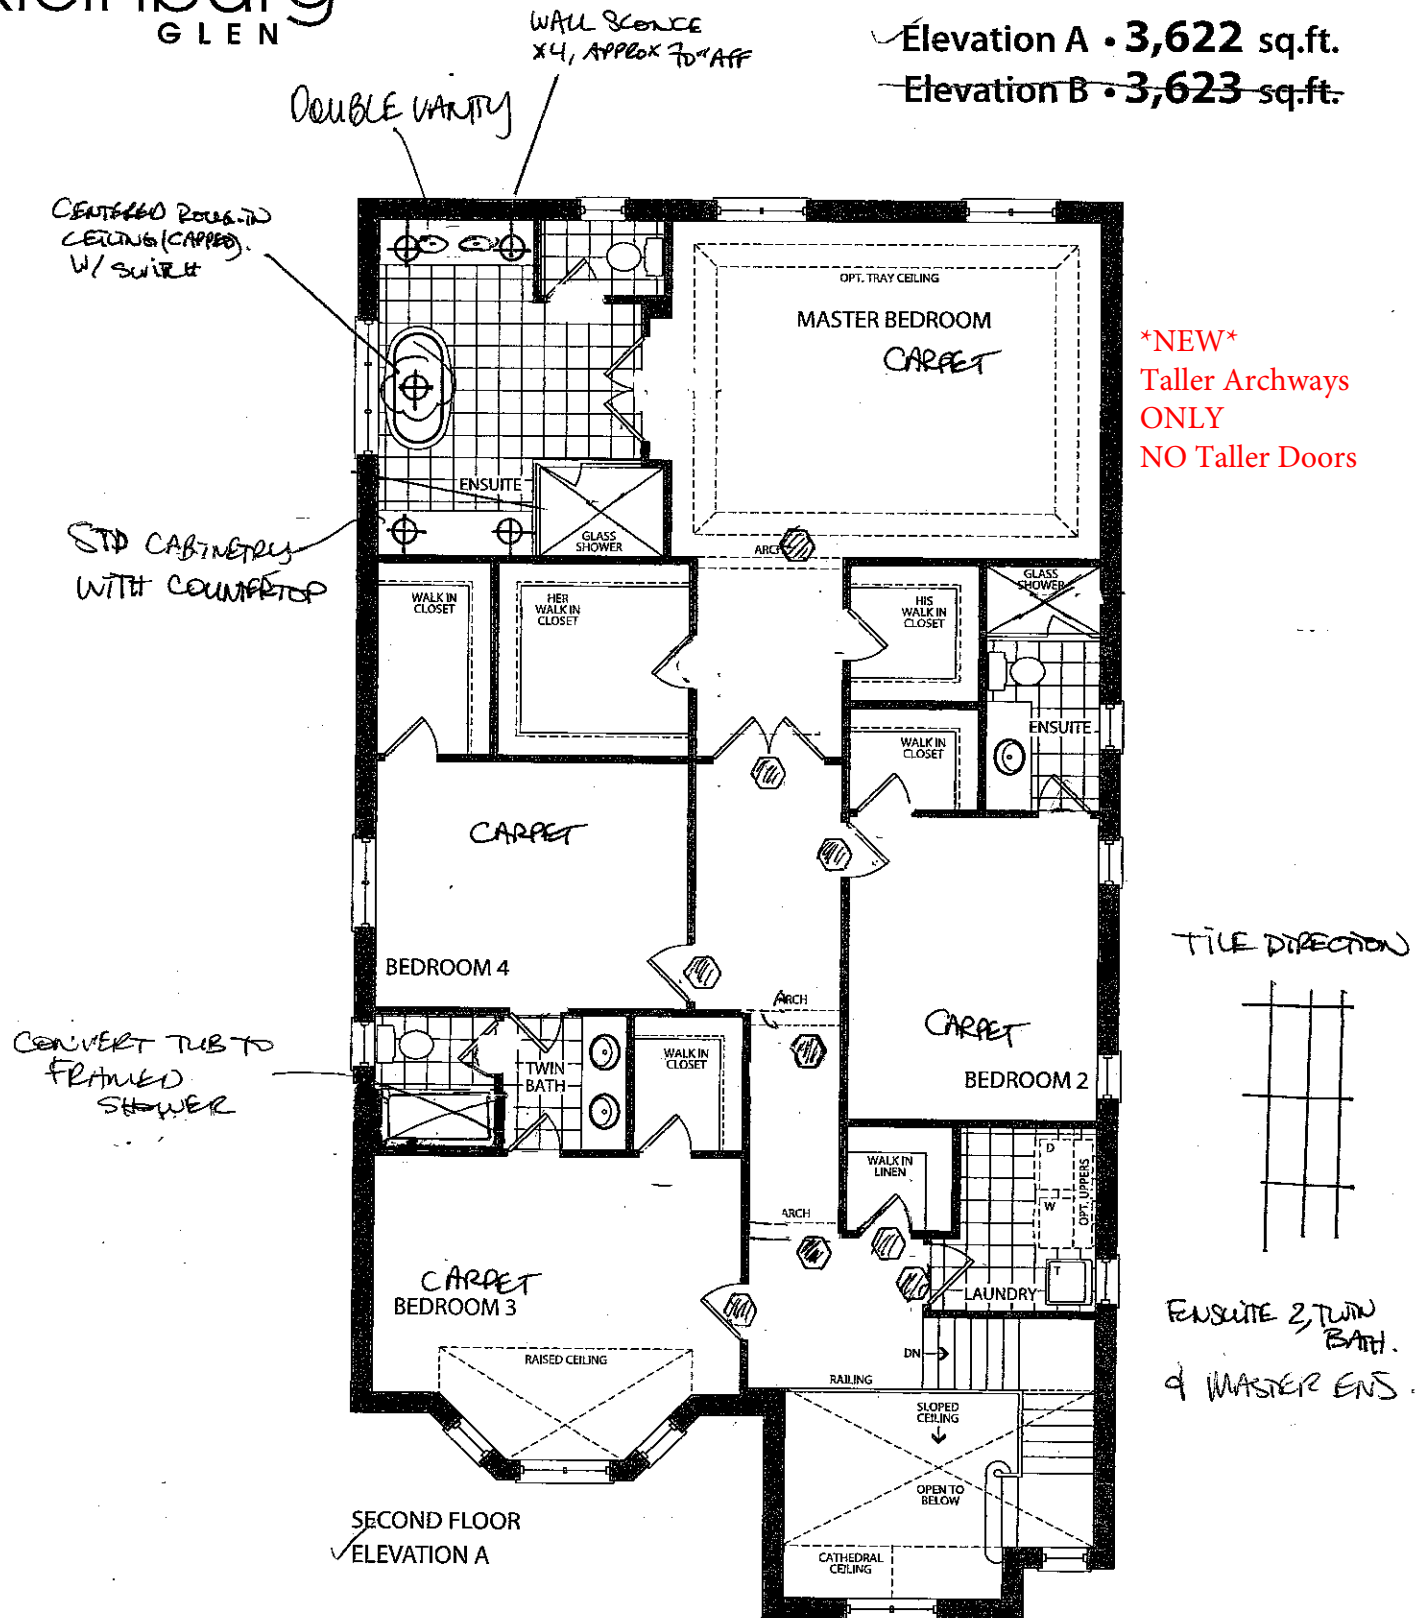 Kleinburg
GLEN
WALL SCONCE
X4, APPROX 70" AFF
✓Elevation A • 3,622 sq.ft.
Elevation B • 3,623 sq.ft.
DOUBLE VANITY
CENTERED ROUGH-IN
CEILING (CAPPED).
W/ SWITCH
OPT. TRAY CEILING
MASTER BEDROOM
CARPET
*NEW*
Taller Archways
ONLY
NO Taller Doors
ENSUITE
GLASS
SHOWER
STD CABINETRY
WITH COUNTERTOP
ARCH
WALK IN
CLOSET
HER
WALK IN
CLOSET
HIS
WALK IN
CLOSET
GLASS
SHOWER
ENSUITE
WALK IN
CLOSET
CARPET
BEDROOM 4
TILE DIRECTION
ARCH
CARPET
BEDROOM 2
CONVERT TUB TO
FRAMED
SHOWER
TWIN
BATH
WALK IN
CLOSET
WALK IN
LINEN
D
W
OPT. UPPERS
ARCH
T
LAUNDRY
CARPET
BEDROOM 3
RAISED CEILING
DN
RAILING
ENSUITE 2, TWIN
BATH.
& MASTER ENS.
SLOPED
CEILING
OPEN TO
BELOW
CATHEDRAL
CEILING
SECOND FLOOR
✓ELEVATION A